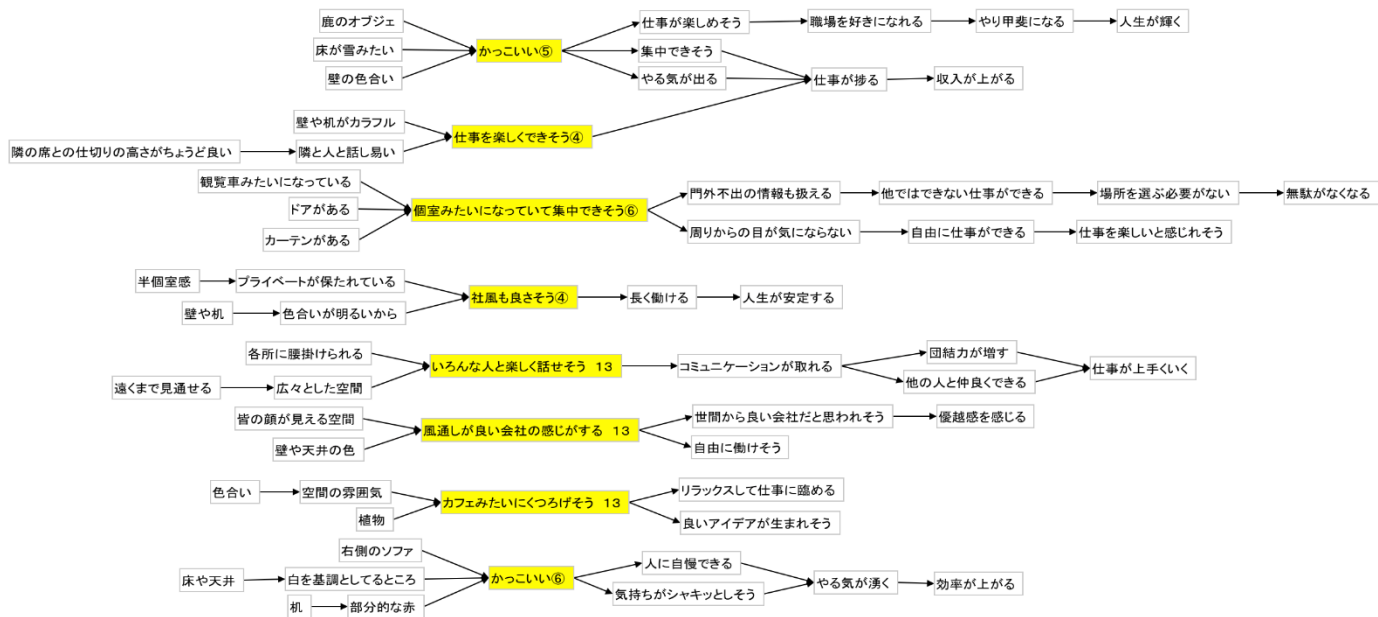 鹿のオブジェ
床が雪みたい
壁の色合い
かっこいい⑤
仕事が楽しめそう
職場を好きになれる
やり甲斐になる
人生が輝く
集中できそう
やる気が出る
仕事が捗る
収入が上がる
壁や机がカラフル
隣の席との仕切りの高さがちょうど良い
隣と人と話し易い
仕事を楽しくできそう④
観覧車みたいになっている
ドアがある
カーテンがある
個室みたいになっていて集中できそう⑥
門外不出の情報も扱える
他ではできない仕事ができる
場所を選ぶ必要がない
無駄がなくなる
周りからの目が気にならない
自由に仕事ができる
仕事を楽しいと感じれそう
半個室感
プライベートが保たれている
壁や机
色合いが明るいから
社風も良さそう④
長く働ける
人生が安定する
各所に腰掛けられる
遠くまで見通せる
広々とした空間
いろんな人と楽しく話せそう 13
コミュニケーションが取れる
団結力が増す
他の人と仲良くできる
仕事が上手くいく
皆の顔が見える空間
壁や天井の色
風通しが良い会社の感じがする 13
世間から良い会社だと思われそう
優越感を感じる
自由に働けそう
色合い
空間の雰囲気
植物
カフェみたいにくつろげそう 13
リラックスして仕事に臨める
良いアイデアが生まれそう
右側のソファ
床や天井
白を基調としてるところ
机
部分的な赤
かっこいい⑥
人に自慢できる
気持ちがシャキッとしそう
やる気が湧く
効率が上がる